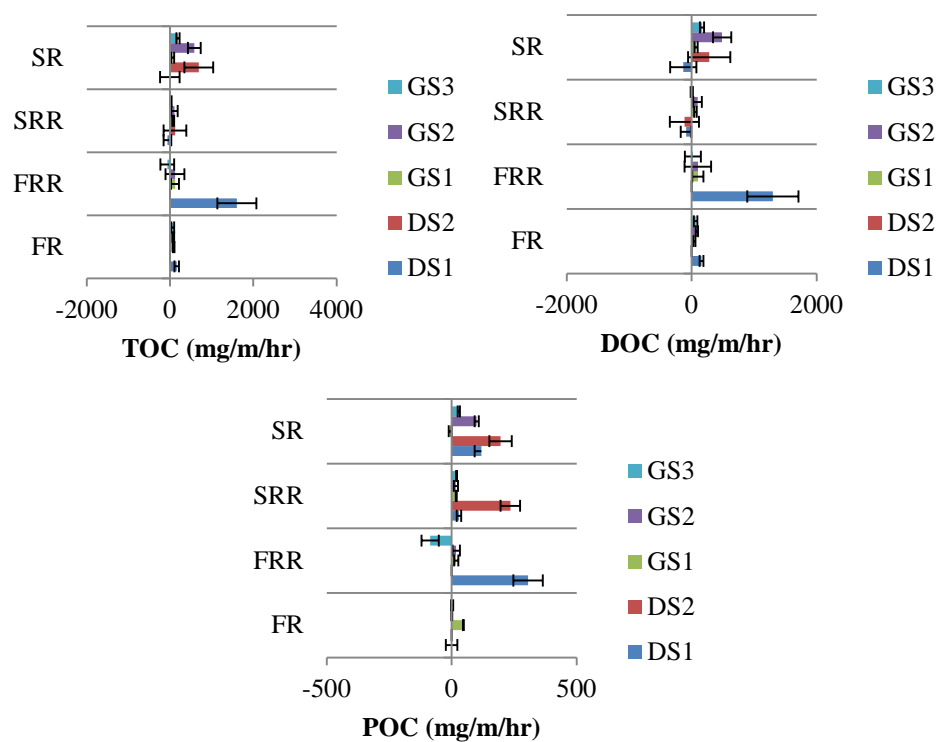 SR
SRR
FRR
FR
-2000 0 2000 4000
TOC (mg/m/hr)
GS3
GS2
GS1
DS2
DS1
SR
SRR
FRR
FR
-2000 0 2000
DOC (mg/m/hr)
GS3
GS2
GS1
DS2
DS1
SR
SRR
FRR
FR
-500 0 500
POC (mg/m/hr)
GS3
GS2
GS1
DS2
DS1